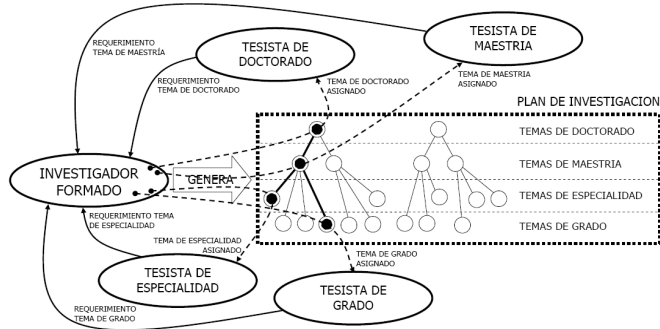 REQUERIMIENTO
TEMA DE MAESTRÍA
TESISTA DE
DOCTORADO
TESISTA DE
MAESTRIA
REQUERIMIENTO
TEMA DE DOCTORADO
TEMA DE DOCTORADO
ASIGNADO
TEMA DE MAESTRIA
ASIGNADO
PLAN DE INVESTIGACION
TEMAS DE DOCTORADO
TEMAS DE MAESTRIA
TEMAS DE ESPECIALIDAD
TEMAS DE GRADO
INVESTIGADOR
FORMADO
GENERA
REQUERIMIENTO TEMA
DE ESPECIALIDAD
TEMA DE ESPECIALIDAD
ASIGNADO
TEMA DE GRADO
ASIGNADO
TESISTA DE
ESPECIALIDAD
TESISTA DE
GRADO
REQUERIMIENTO
TEMA DE GRADO